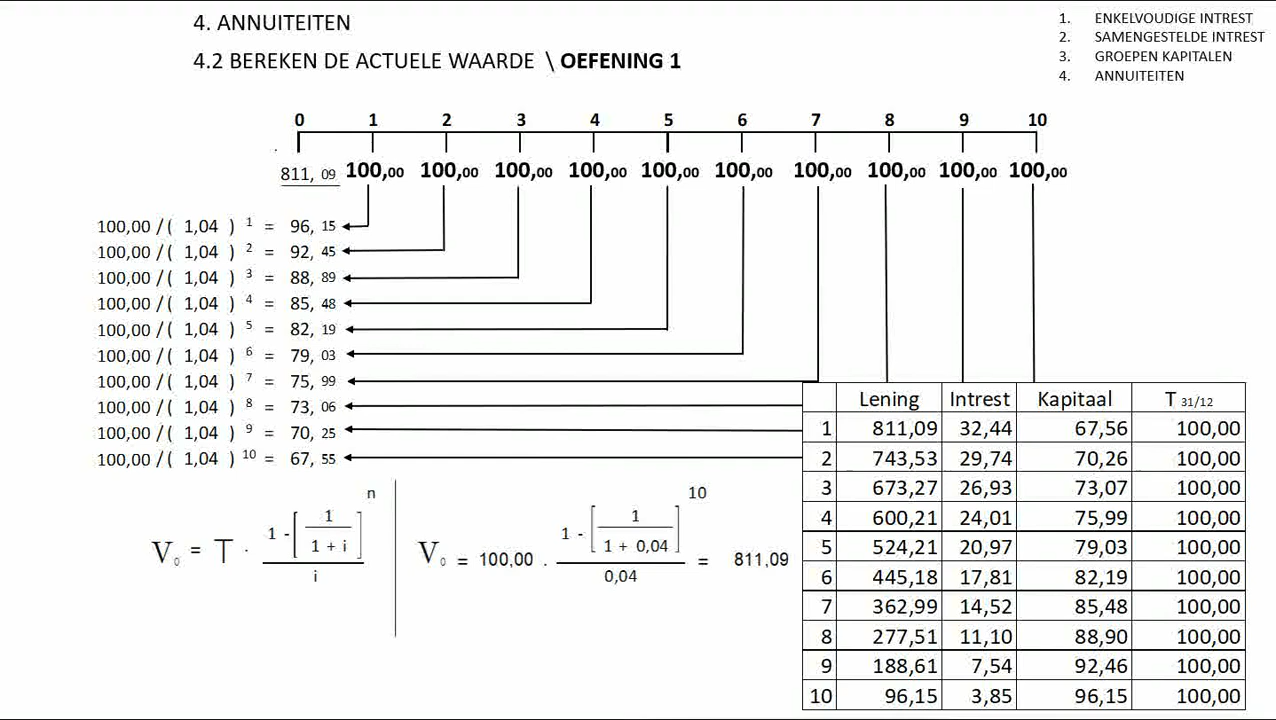 4. ANNUITEITEN
4.2 BEREKEN DE ACTUELE WAARDE \ OEFENING 1
1. ENKELVOUDIGE INTREST
2. SAMENGESTELDE INTREST
3. GROEPEN KAPITALEN
4. ANNUITEITEN
0 1 2 3 4 5 6 7 8 9 10
811, 09 100,00 100,00 100,00 100,00 100,00 100,00 100,00 100,00 100,00 100,00
100,00 /( 1,04 ) 1 = 96, 15
100,00 /( 1,04 ) 2 = 92, 45
100,00 /( 1,04 ) 3 = 88, 89
100,00 /( 1,04 ) 4 = 85, 48
100,00 /( 1,04 ) 5 = 82, 19
100,00 /( 1,04 ) 6 = 79, 03
100,00 /( 1,04 ) 7 = 75, 99
100,00 /( 1,04 ) 8 = 73, 06
100,00 /( 1,04 ) 9 = 70, 25
100,00 /( 1,04 ) 10 = 67, 55
n
1
V0 = T . 1 - [ 1 + i ]
i
10
1
V0 = 100,00 . 1 - [ 1 + 0,04 ] = 811,09
0,04
Lening Intrest Kapitaal T 31/12
1 811,09 32,44 67,56 100,00
2 743,53 29,74 70,26 100,00
3 673,27 26,93 73,07 100,00
4 600,21 24,01 75,99 100,00
5 524,21 20,97 79,03 100,00
6 445,18 17,81 82,19 100,00
7 362,99 14,52 85,48 100,00
8 277,51 11,10 88,90 100,00
9 188,61 7,54 92,46 100,00
10 96,15 3,85 96,15 100,00